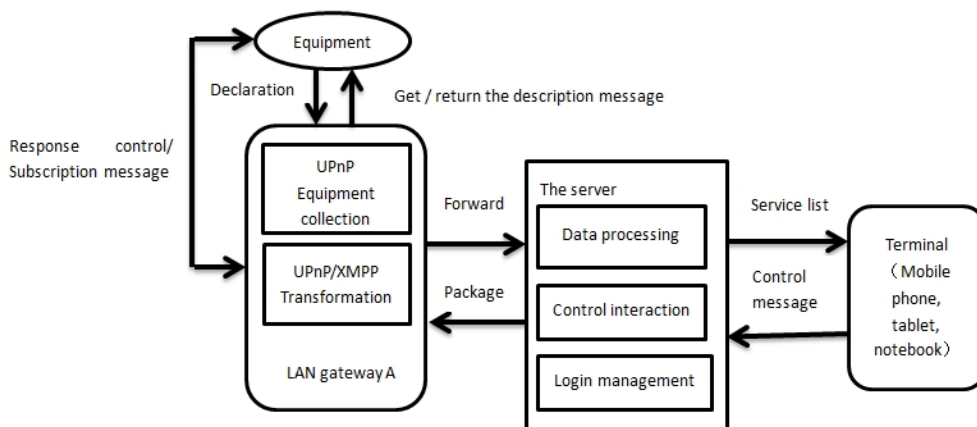 Equipment
Declaration
Get / return the description message
Response control/
Subscription message
UPnP
Equipment
collection
UPnP/XMPP
Transformation
LAN gateway A
Forward
Package
The server
Data processing
Control interaction
Login management
Service list
Control
message
Terminal
（Mobile
phone,
tablet,
notebook）